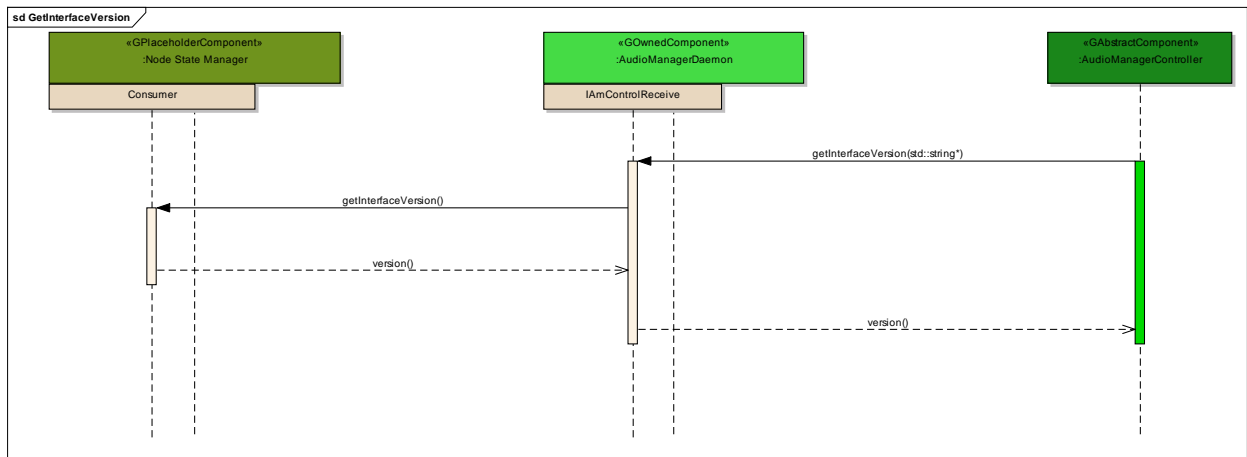 sd GetInterfaceVersion
«GPlaceholderComponent»
:Node State Manager
«GOwnedComponent»
:AudioManagerDaemon
«GAbstractComponent»
:AudioManagerController
Consumer
IAmControlReceive
getInterfaceVersion(std::string*)
getInterfaceVersion()
version()
version()